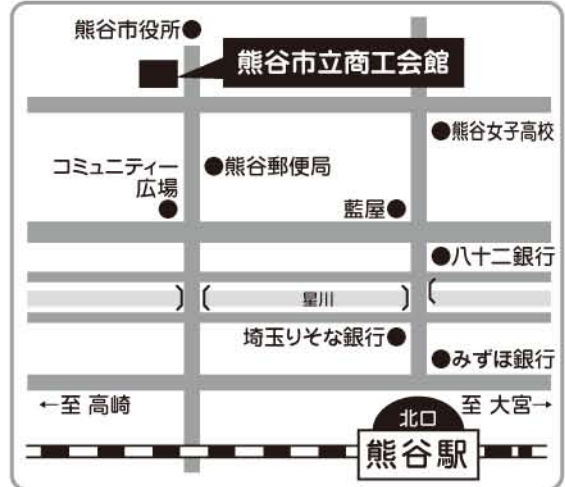 熊谷市役所
熊谷市立商工会館
熊谷女子高校
コミュニティー
広場
熊谷郵便局
藍屋
八十二銀行
星川
埼玉りそな銀行
みずほ銀行
←至 高崎
北口
至 大宮→
熊谷駅